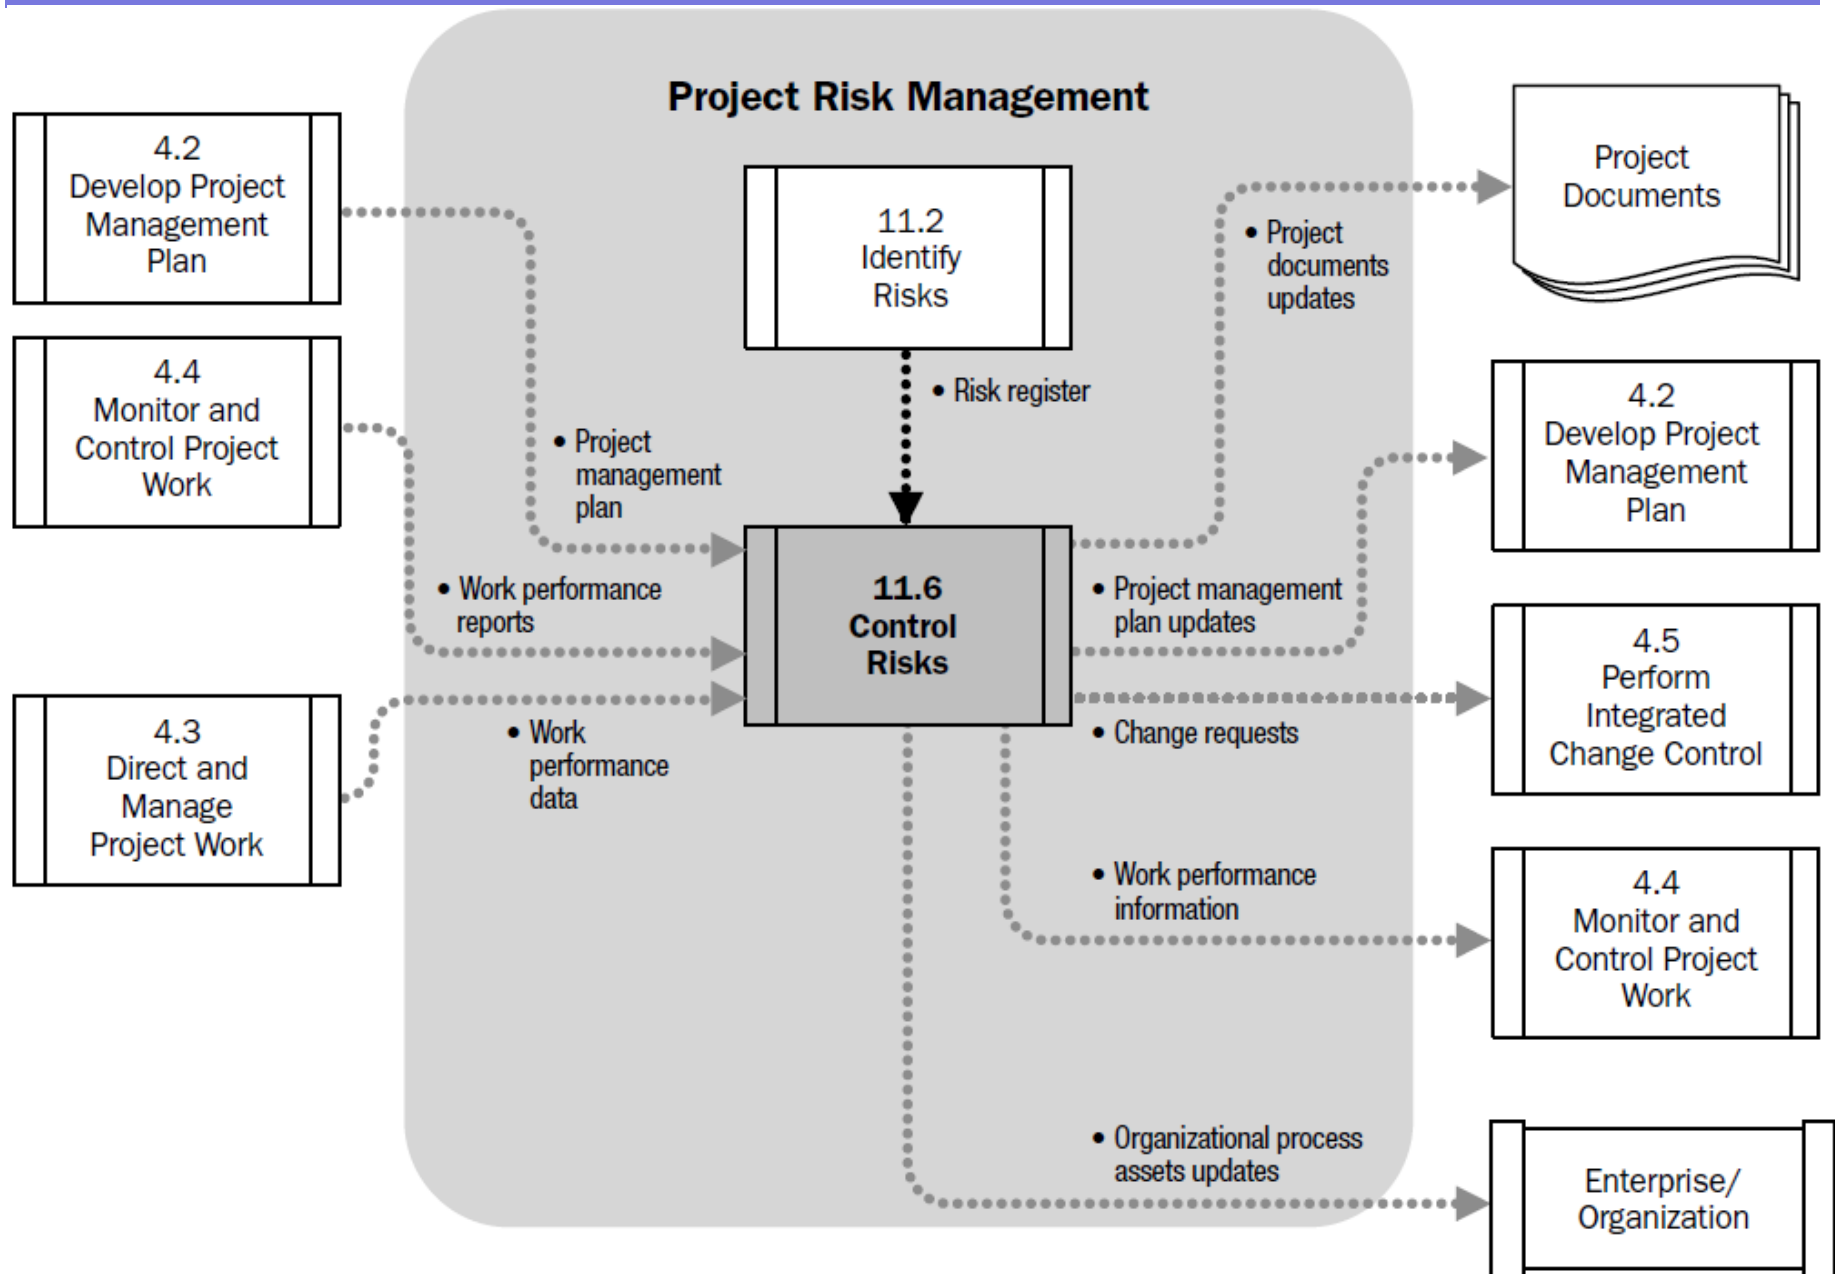 Project Risk Management
4.2
Develop Project
Management
Plan
4.4
Monitor and
Control Project
Work
4.3
Direct and
Manage
Project Work
11.2
Identify
Risks
• Risk register
• Project
management
plan
• Work performance
reports
• Work
performance
data
11.6
Control
Risks
• Project
documents
updates
• Project management
plan updates
• Change requests
• Work performance
information
• Organizational process
assets updates
Project
Documents
4.2
Develop Project
Management
Plan
4.5
Perform
Integrated
Change Control
4.4
Monitor and
Control Project
Work
Enterprise/
Organization